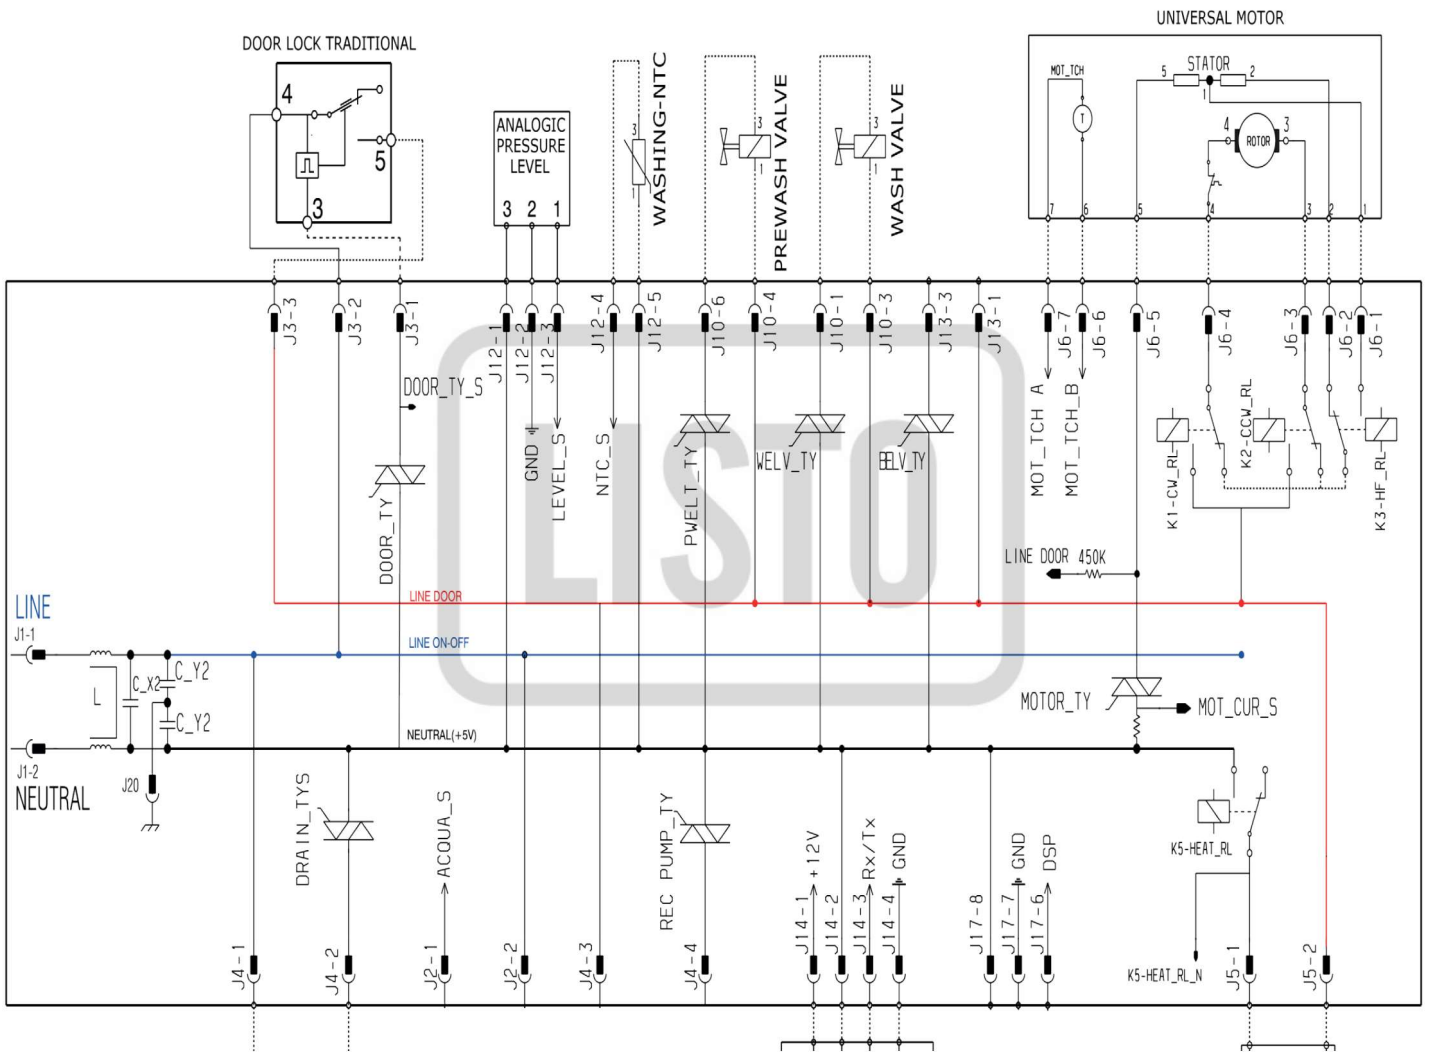 UNIVERSAL MOTOR
DOOR LOCK TRADITIONAL
4
5
3
ANALOGIC
PRESSURE
LEVEL
3 2 1
3
1
WASHING-NTC
3
1
PREWASH VALVE
3
1
WASH VALVE
MOT_TCH
T
5
STATOR
2
1
4
ROTOR
3
7 6 5 4 3 2 1
J3-3
J3-2
J3-1
J12-1
J12-2
J12-3
J12-4
J12-5
J10-6
J10-4
J10-1
J10-3
J13-3
J13-1
J6-7
J6-6
J6-5
J6-4
J6-3
J6-2
J6-1
DOOR_TY_S
DOOR_TY
GND
LEVEL_S
NTC_S
PWELT_TY
WELV_TY
BELV_TY
MOT_TCH A
MOT_TCH_B
K1-CW_RL
K2-CCW_RL
K3-HF_RL
LISTO
LINE DOOR 450K
LINE DOOR
LINE
J1-1
LINE ON-OFF
L
C_X2
C_Y2
C_Y2
MOTOR_TY
MOT_CUR_S
NEUTRAL(+5V)
J1-2
NEUTRAL
J20
DRAIN_TYS
ACQUA_S
REC PUMP_TY
+12V
Rx/Tx
GND
GND
DSP
K5-HEAT_RL
K5-HEAT_RL_N
J4-1
J4-2
J2-1
J2-2
J4-3
J4-4
J14-1
J14-2
J14-3
J14-4
J17-8
J17-7
J17-6
J5-1
J5-2